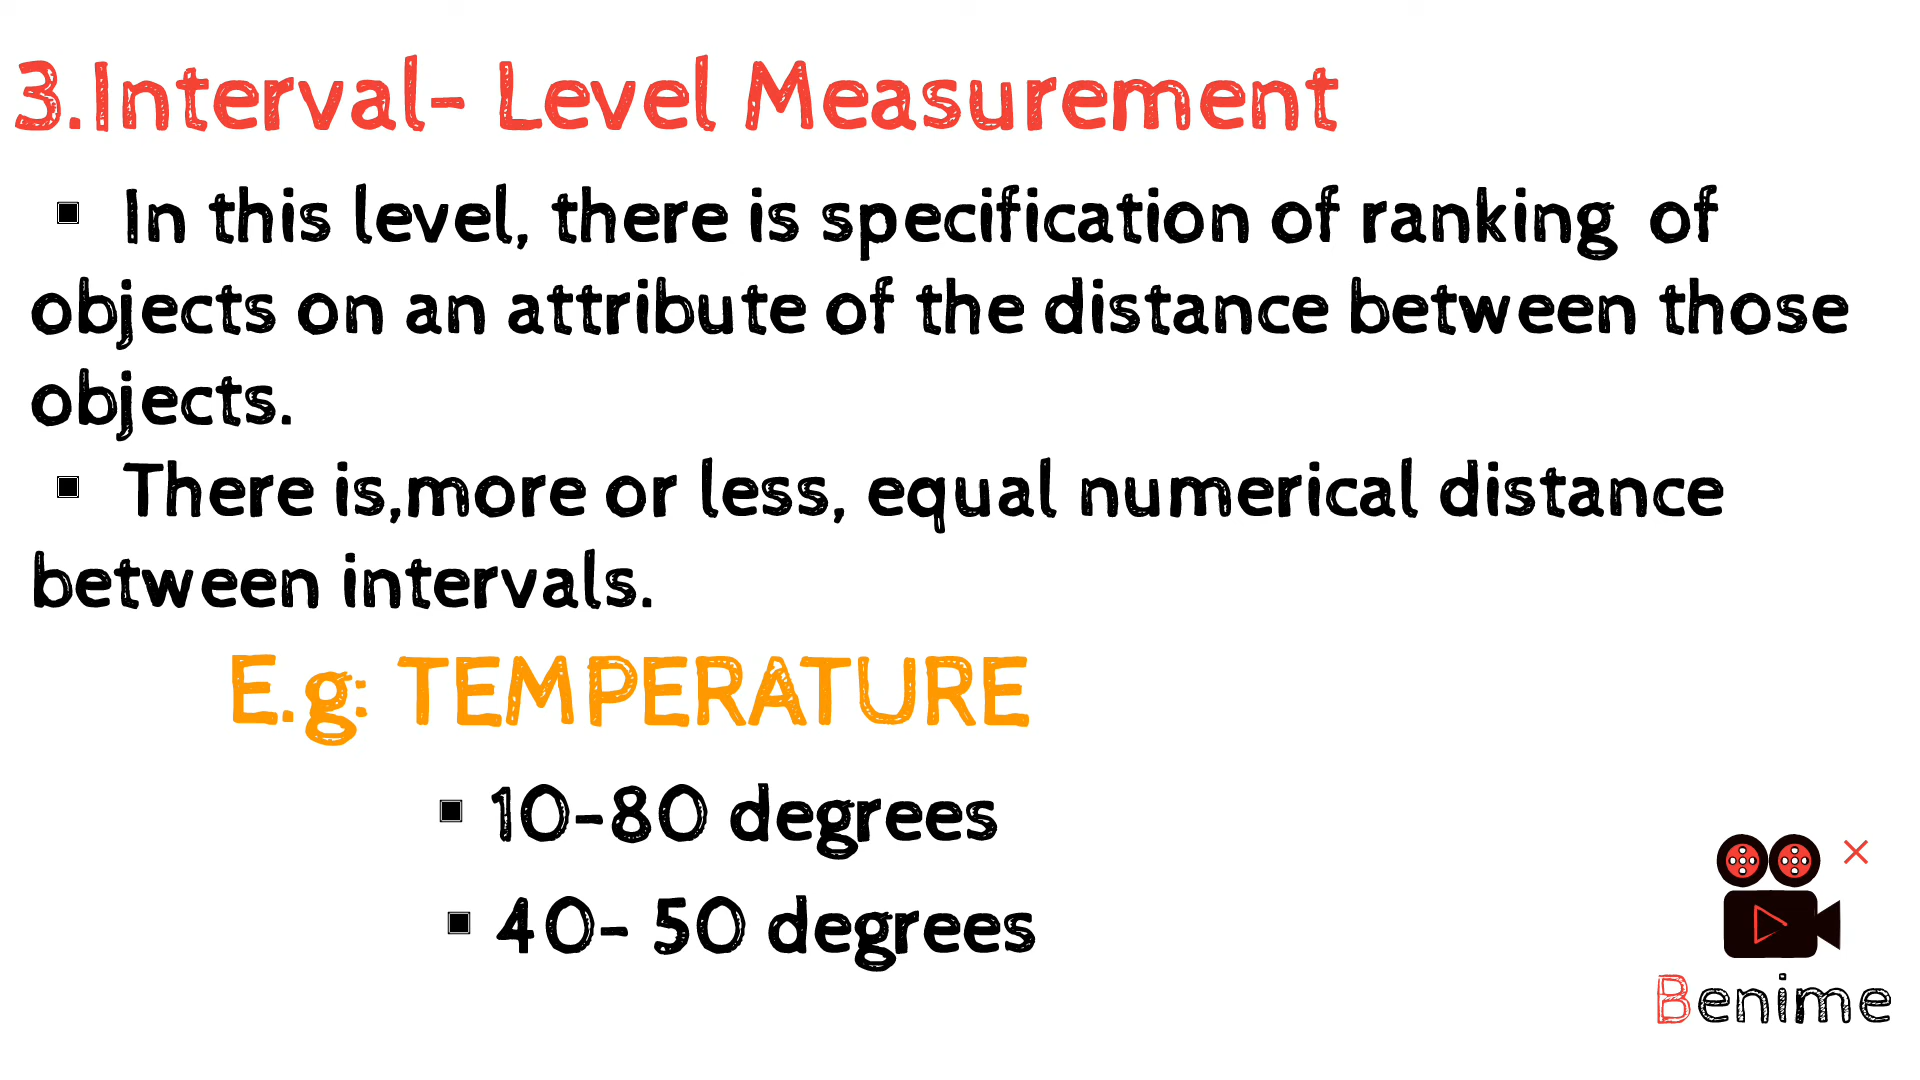 3.Interval- Level Measurement
▪ In this level, there is specification of ranking of
objects on an attribute of the distance between those
objects.
▪ There is,more or less, equal numerical distance
between intervals.
E.g: TEMPERATURE
▪ 10-80 degrees
▪ 40- 50 degrees
Benime